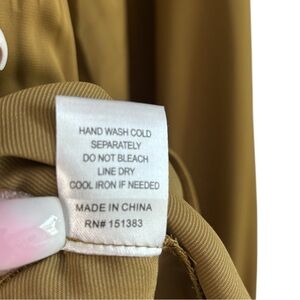 HAND WASH COLD
SEPARATELY
DO NOT BLEACH
LINE DRY
COOL IRON IF NEEDED
MADE IN CHINA
RN# 151383